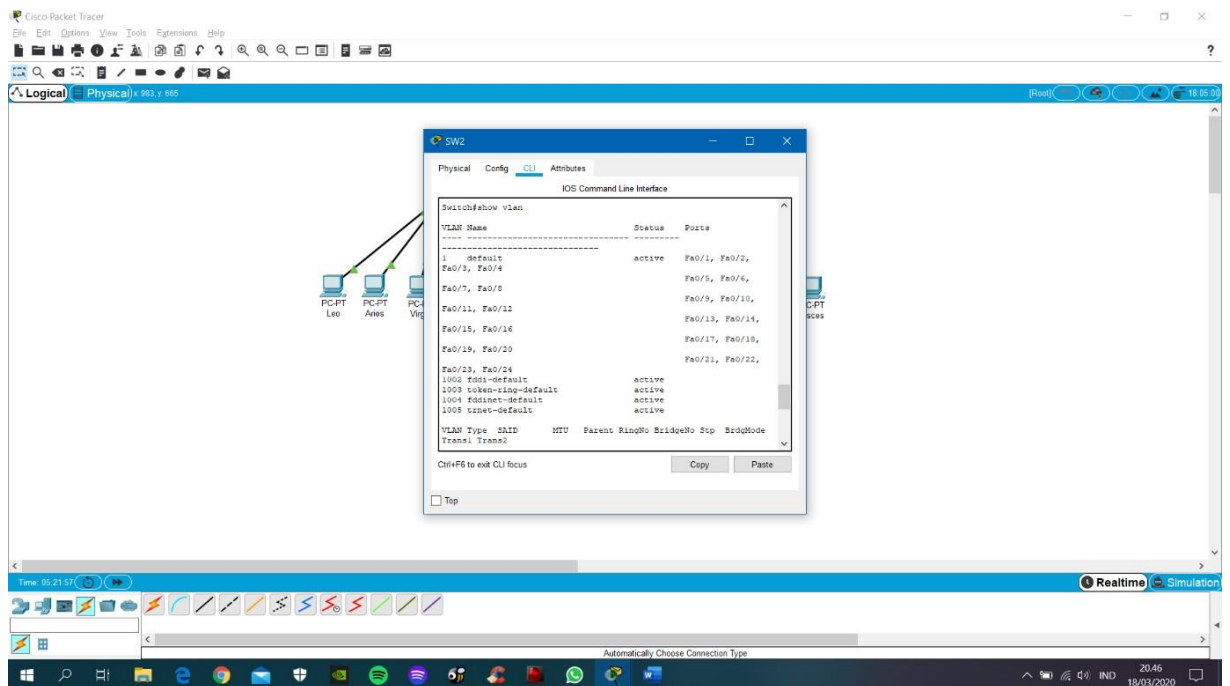 Cisco Packet Tracer
File Edit Options View Tools Extensions Help
?
Logical Physical x: 983, y: 665 [Root] 18:05:00
SW2
Physical Config CLI Attributes
IOS Command Line Interface
Switch#show vlan
VLAN Name Status Ports
---- -------------------------------- ---------
-------------------------------
1 default active Fa0/1, Fa0/2,
Fa0/3, Fa0/4
Fa0/5, Fa0/6,
Fa0/7, Fa0/8
Fa0/9, Fa0/10,
Fa0/11, Fa0/12
Fa0/13, Fa0/14,
Fa0/15, Fa0/16
Fa0/17, Fa0/18,
Fa0/19, Fa0/20
Fa0/21, Fa0/22,
Fa0/23, Fa0/24
1002 fddi-default active
1003 token-ring-default active
1004 fddinet-default active
1005 trnet-default active
VLAN Type SAID MTU Parent RingNo BridgeNo Stp BrdgMode
Trans1 Trans2
Ctrl+F6 to exit CLI focus Copy Paste
Top
PC-PT
Leo
PC-PT
Aries
Time: 05:21:57 Realtime Simulation
Automatically Choose Connection Type
IND
20.46
18/03/2020